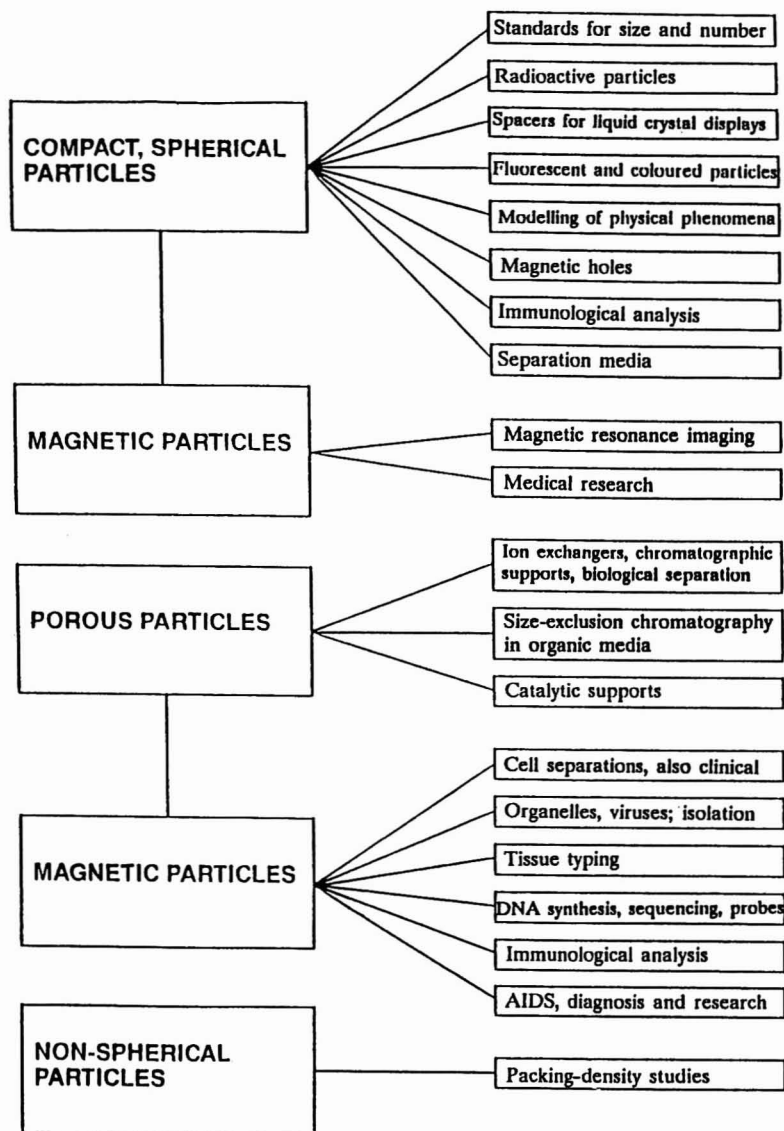 COMPACT, SPHERICAL
PARTICLES
Standards for size and number
Radioactive particles
Spacers for liquid crystal displays
Fluorescent and coloured particles
Modelling of physical phenomena
Magnetic holes
Immunological analysis
Separation media
MAGNETIC PARTICLES
Magnetic resonance imaging
Medical research
POROUS PARTICLES
Ion exchangers, chromatographic
supports, biological separation
Size-exclusion chromatography
in organic media
Catalytic supports
MAGNETIC PARTICLES
Cell separations, also clinical
Organelles, viruses; isolation
Tissue typing
DNA synthesis, sequencing, probes
Immunological analysis
AIDS, diagnosis and research
NON-SPHERICAL
PARTICLES
Packing-density studies